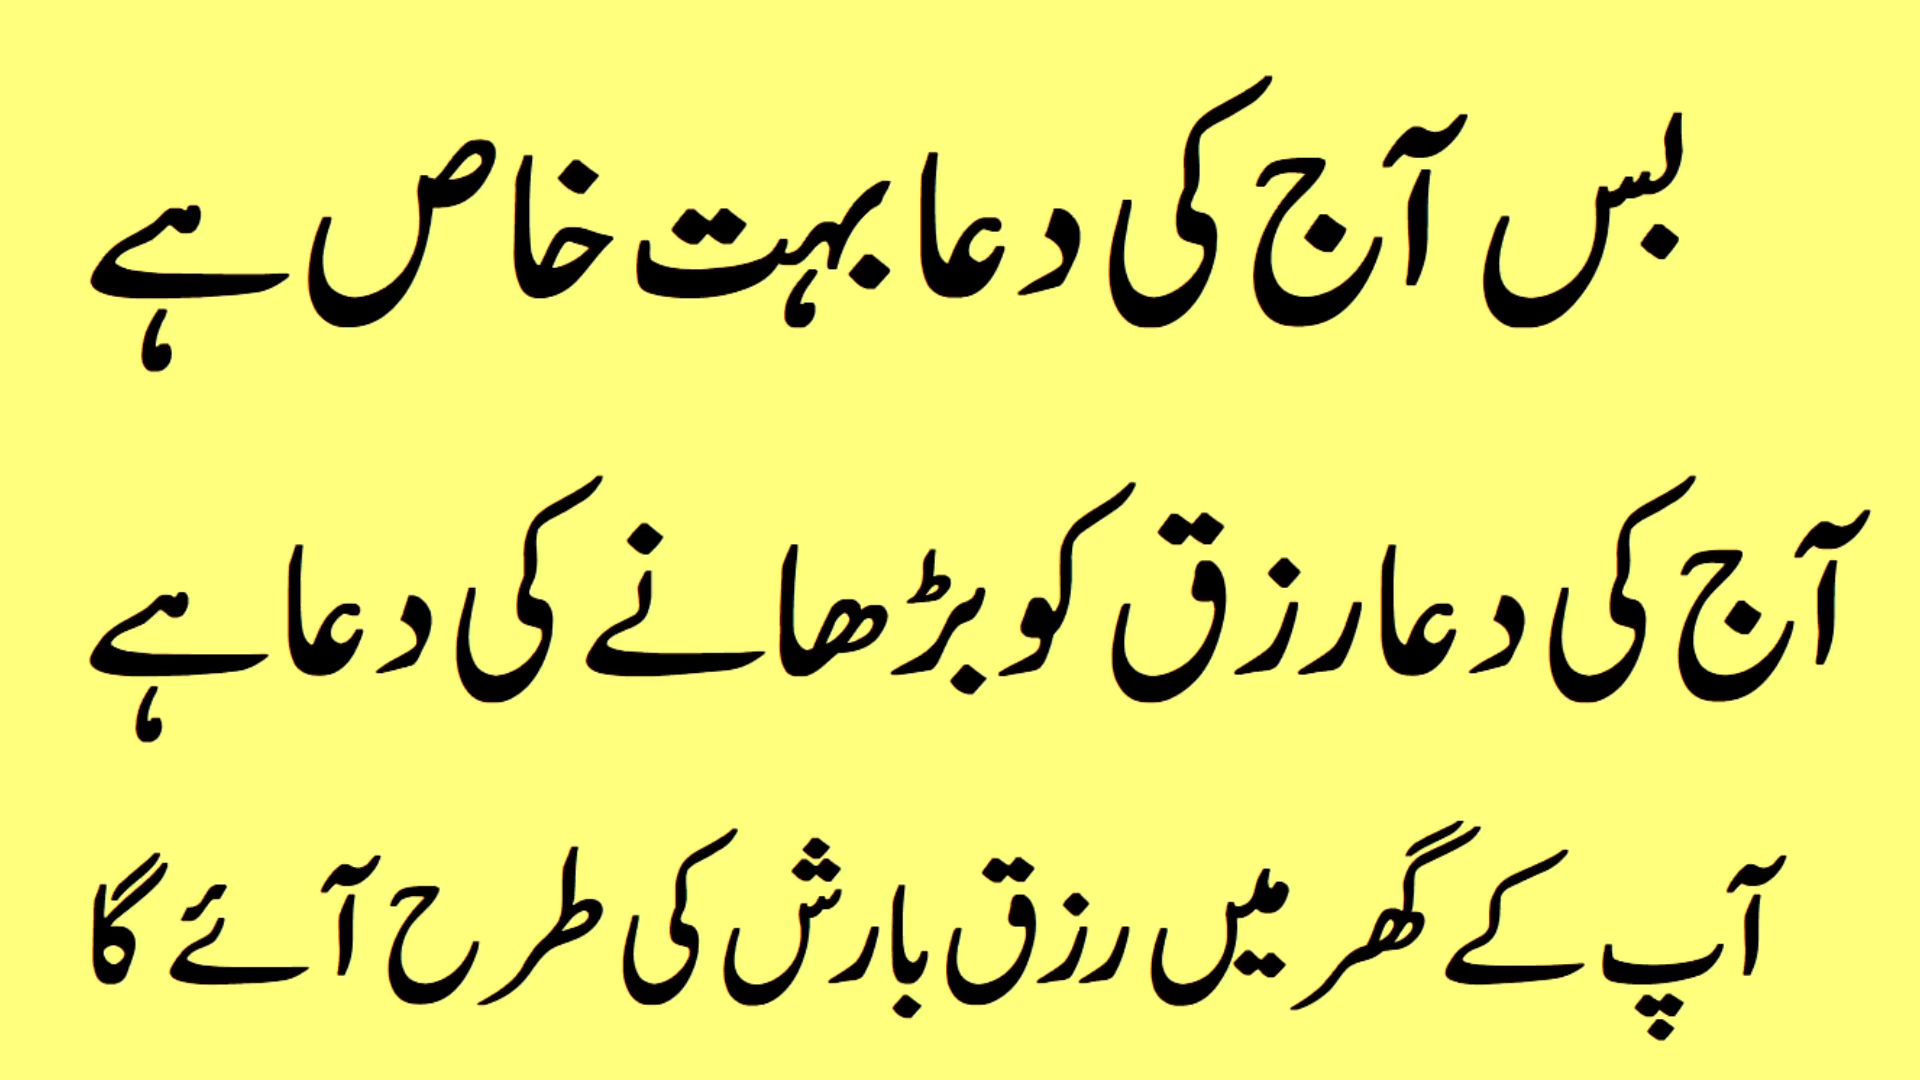 بس آج کی دعا بہت خاص ہے
آج کی دعا رزق کو بڑھانے کی دعا ہے
آپ کے گھر میں رزق بارش کی طرح آئے گا